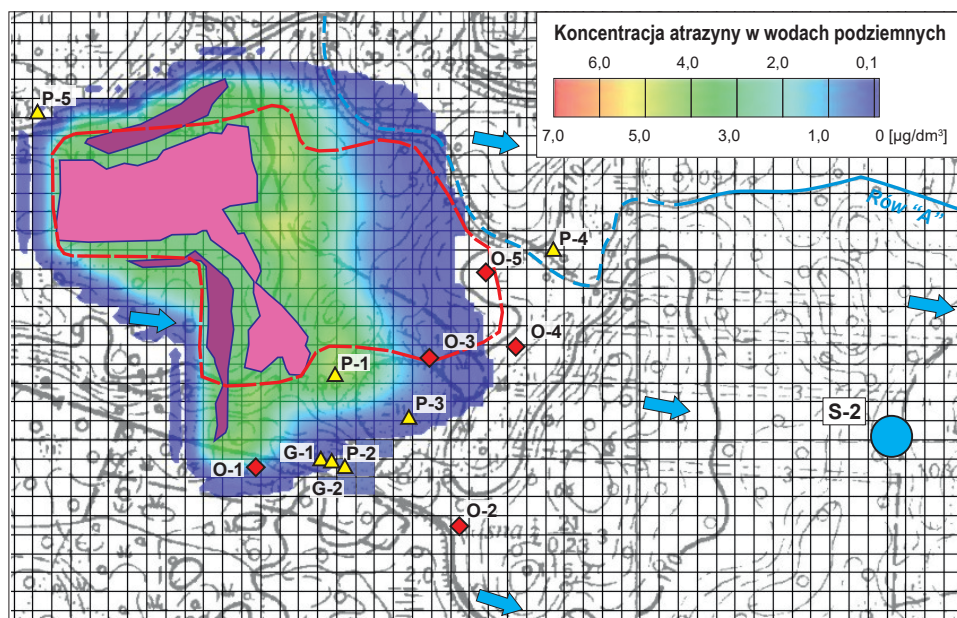 Koncentracja atrazyny w wodach podziemnych
6,0 4,0 2,0 0,1
7,0 5,0 3,0 1,0 0 [µg/dm³]
P-5
Rów "A"
P-4
O-5
O-4
O-3
P-1
P-3
S-2
G-1
P-2
O-1
G-2
O-2